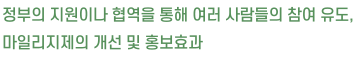 정부의 지원이나 협역을 통해 여러 사람들의 참여 유도,
마일리지제의 개선 및 홍보효과